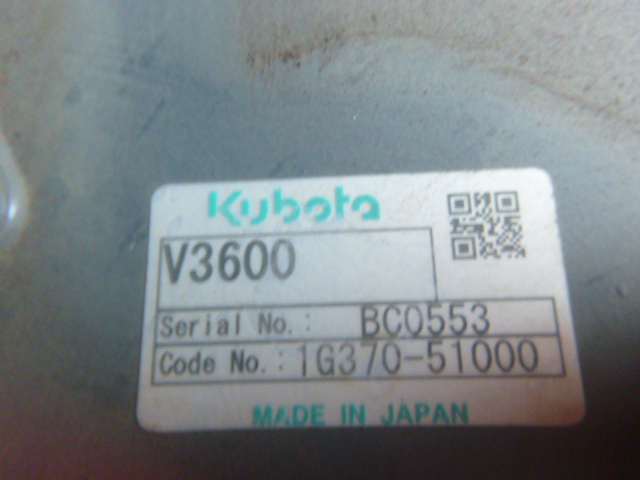 Kubota
V3600
Serial No.: BC0553
Code No.: 1G370-51000
MADE IN JAPAN